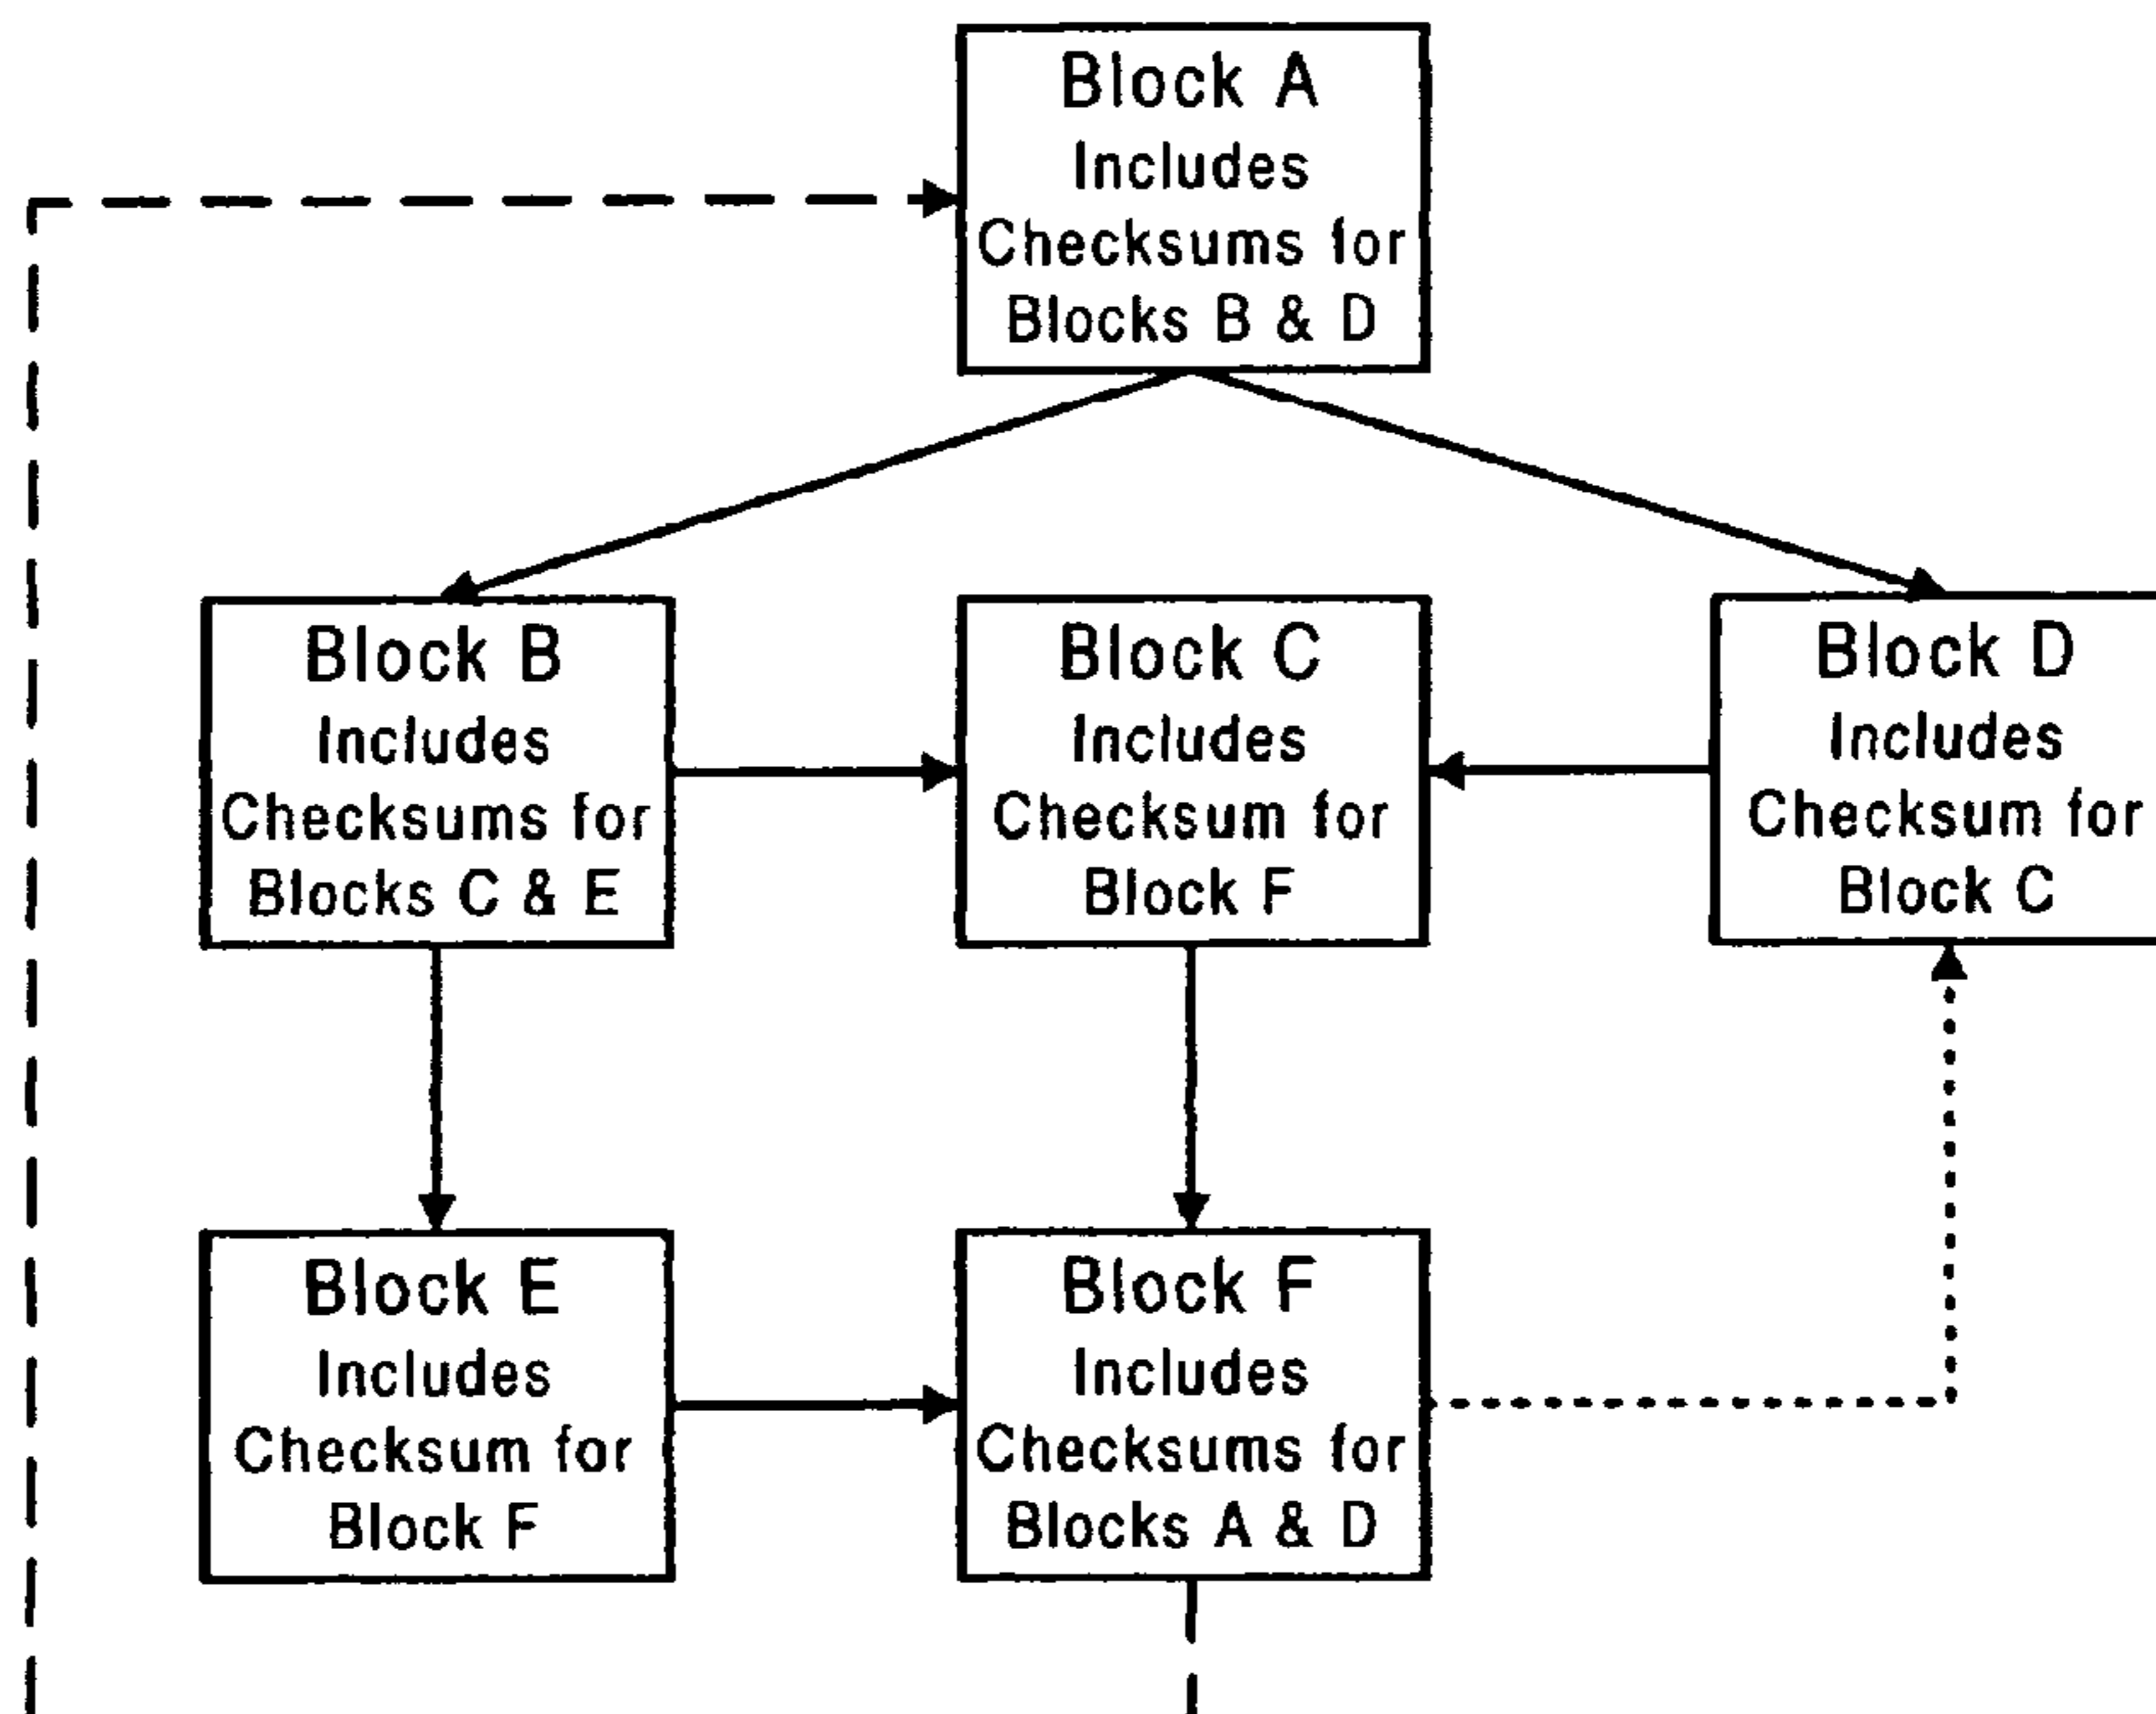 Block A
Includes
Checksums for
Blocks B & D
Block B
Includes
Checksums for
Blocks C & E
Block C
Includes
Checksum for
Block F
Block D
Includes
Checksum for
Block C
Block E
Includes
Checksum for
Block F
Block F
Includes
Checksums for
Blocks A & D